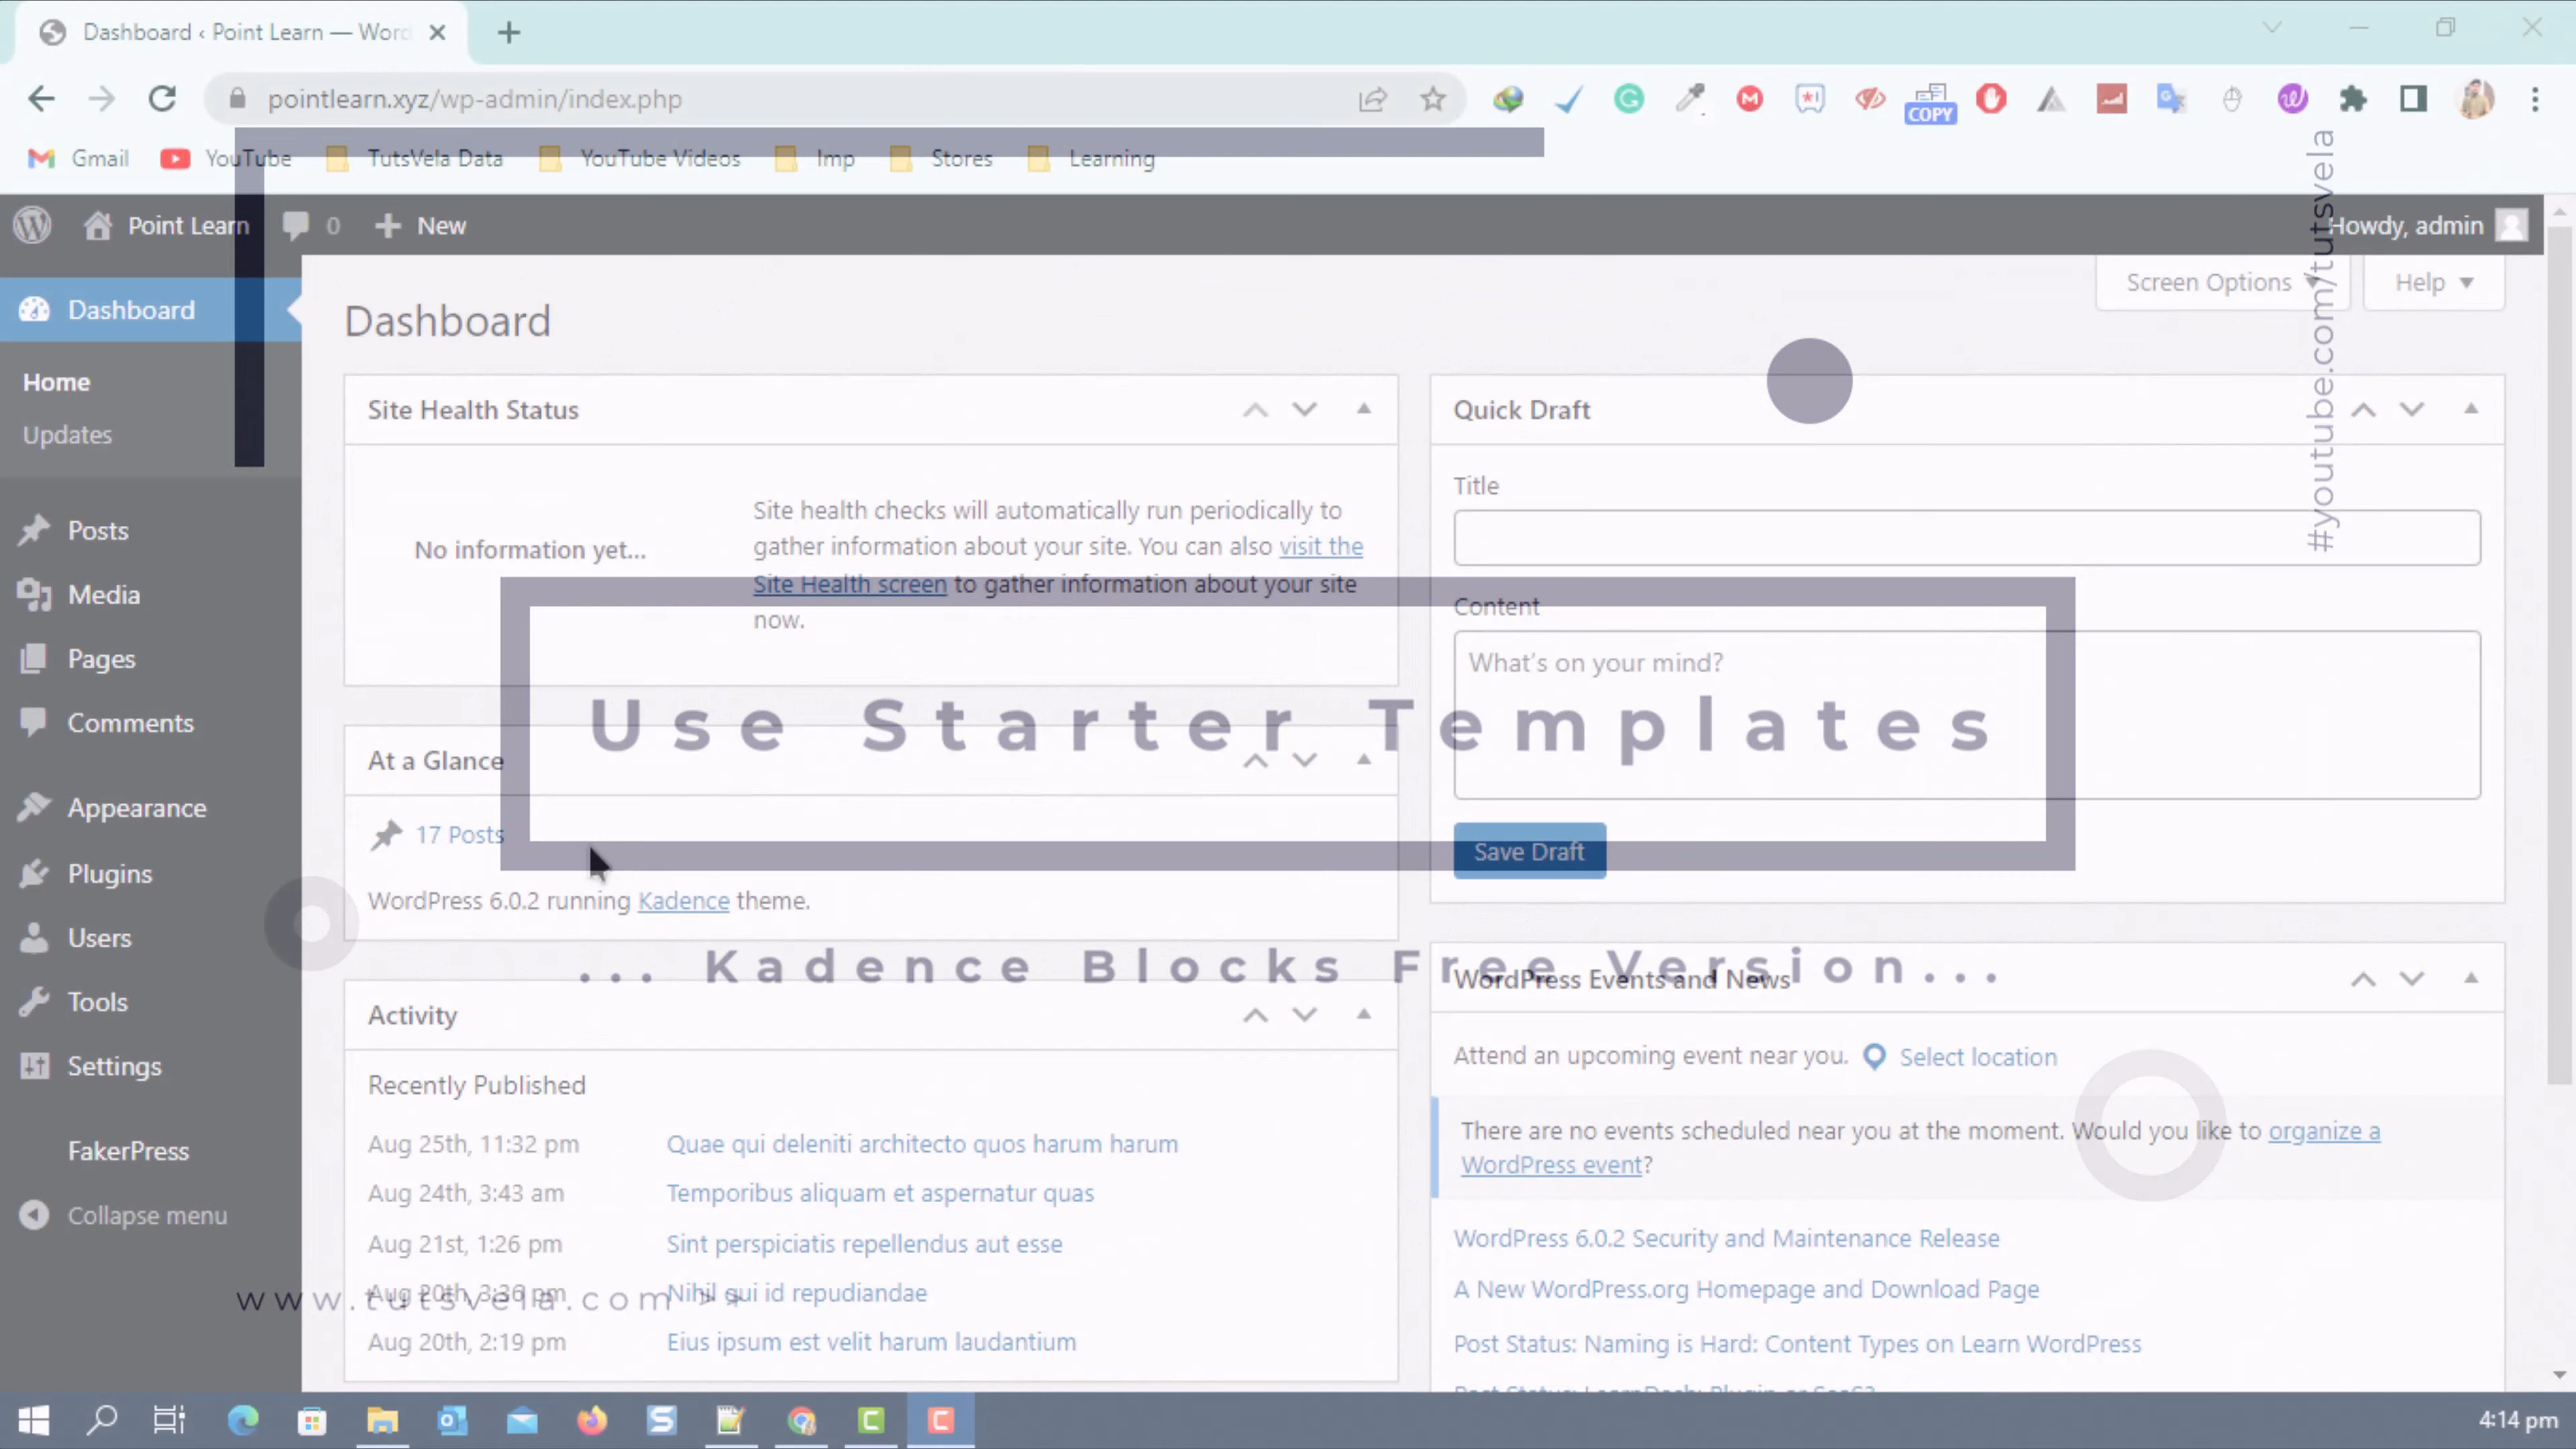 Dashboard ‹ Point Learn — Word
pointlearn.xyz/wp-admin/index.php
COPY
Gmail
YouTube
TutsVela Data
YouTube Videos
Imp
Stores
Learning
Point Learn
0
New
Howdy, admin
#youtube.com/tutsvela
Dashboard
Home
Updates
Posts
Media
Pages
Comments
Appearance
Plugins
Users
Tools
Settings
FakerPress
Collapse menu
Screen Options
Help
Dashboard
Site Health Status
No information yet...
Site health checks will automatically run periodically to
gather information about your site. You can also visit the
Site Health screen to gather information about your site
now.
Quick Draft
Title
Content
What's on your mind?
Save Draft
Use Starter Templates
At a Glance
17 Posts
WordPress 6.0.2 running Kadence theme.
... Kadence Blocks Free Version...
Activity
Recently Published
Aug 25th, 11:32 pm Quae qui deleniti architecto quos harum harum
Aug 24th, 3:43 am Temporibus aliquam et aspernatur quas
Aug 21st, 1:26 pm Sint perspiciatis repellendus aut esse
Aug 20th, 3:36 pm Nihil qui id repudiandae
www.tutsvela.com >>
Aug 20th, 2:19 pm Eius ipsum est velit harum laudantium
WordPress Events and News
Attend an upcoming event near you. Select location
There are no events scheduled near you at the moment. Would you like to organize a
WordPress event?
WordPress 6.0.2 Security and Maintenance Release
A New WordPress.org Homepage and Download Page
Post Status: Naming is Hard: Content Types on Learn WordPress
Post Status: LearnDash: Plugin or SaaS?
4:14 pm